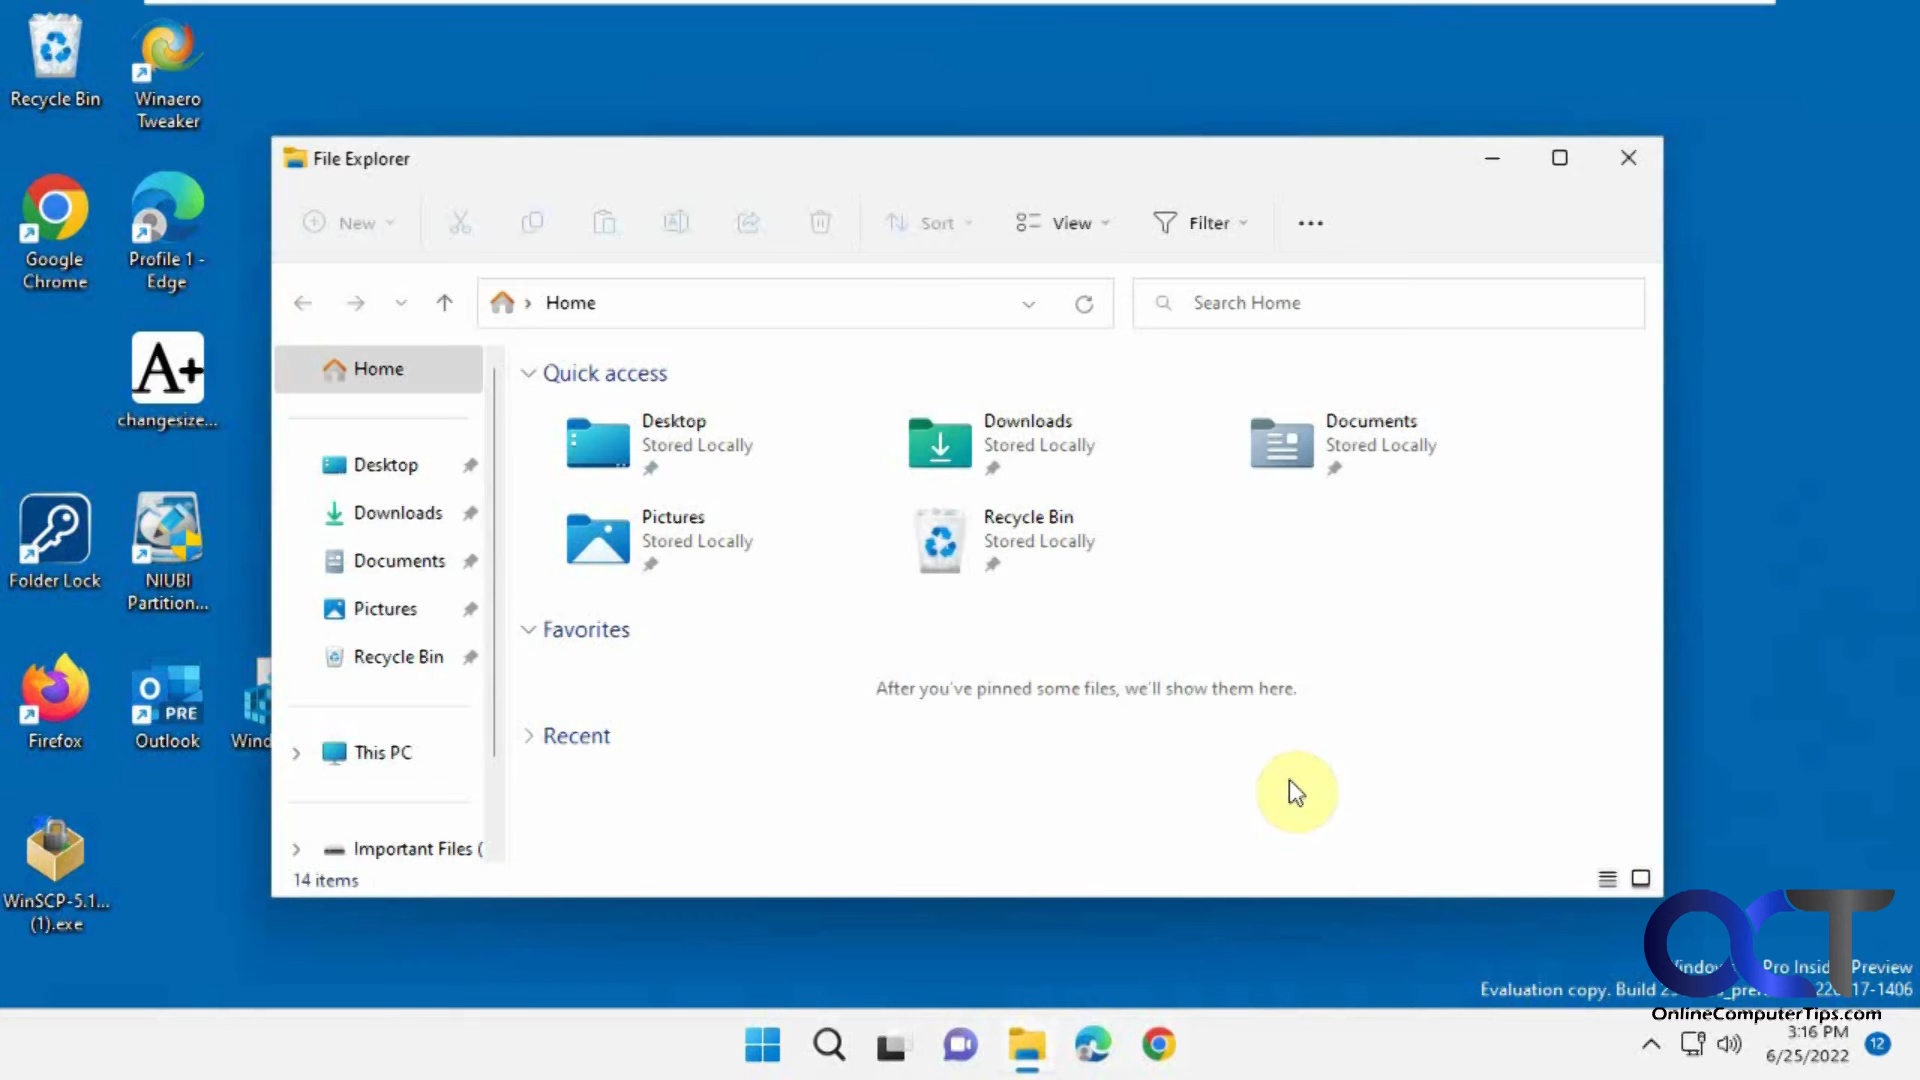 Recycle Bin
Winaero
Tweaker
Google
Chrome
Profile 1 -
Edge
A+
changesize...
Folder Lock
NIUBI
Partition...
Firefox
PRE
Outlook
Wind
WinSCP-5.1...
(1).exe
File Explorer
New
Sort
View
Filter
Home
Search Home
Home
Desktop
Downloads
Documents
Pictures
Recycle Bin
This PC
Important Files (
14 items
Quick access
Desktop
Stored Locally
Downloads
Stored Locally
Documents
Stored Locally
Pictures
Stored Locally
Recycle Bin
Stored Locally
Favorites
After you've pinned some files, we'll show them here.
Recent
Pro Preview
Evaluation copy. Build
OCT
OnlineComputerTips.com
3:16 PM
6/25/2022
12